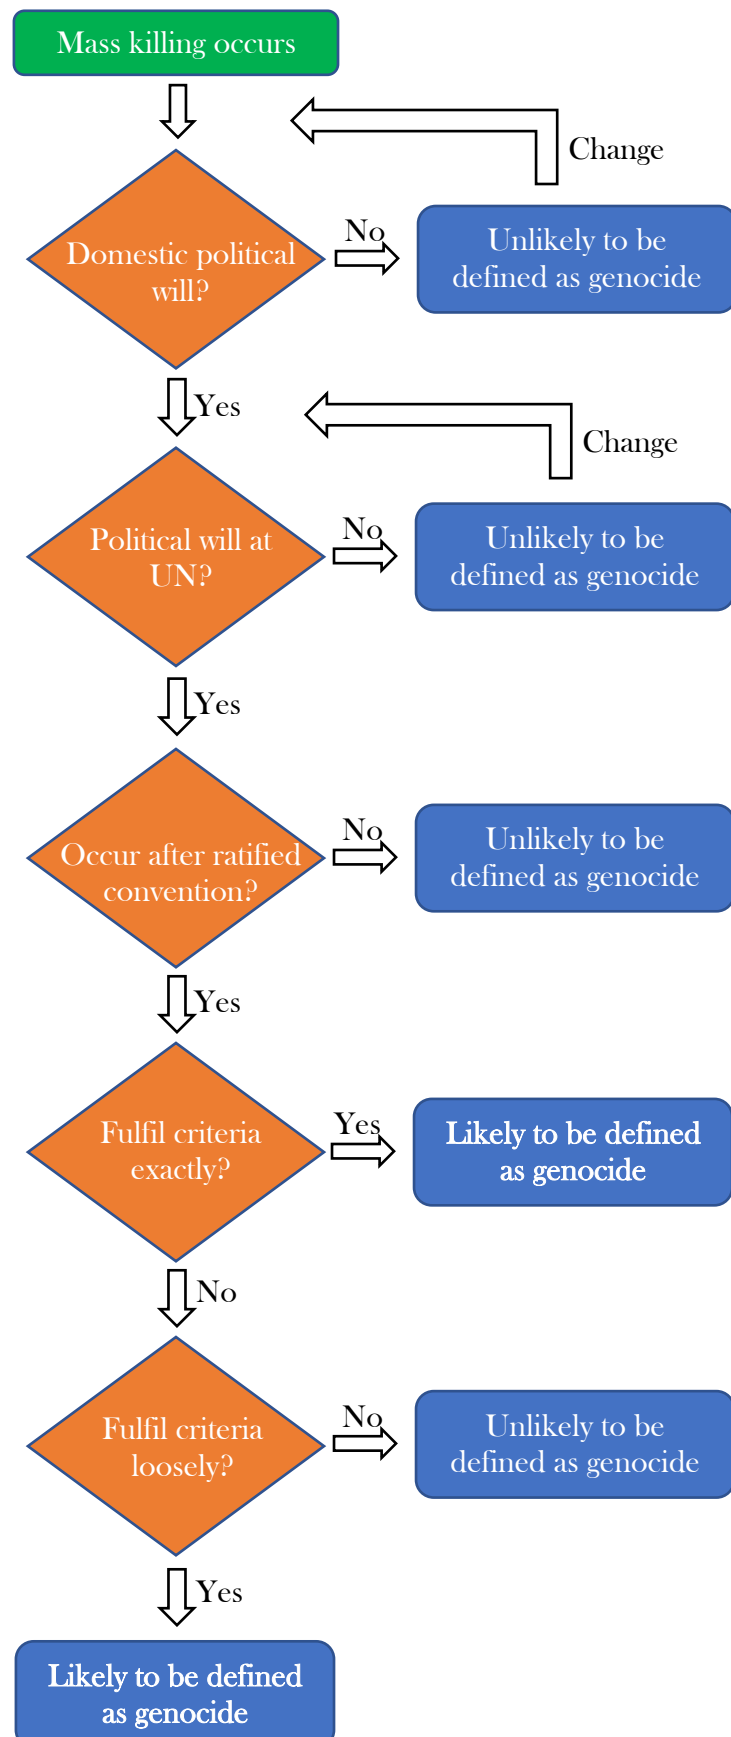 Mass killing occurs
Change
Domestic political
will?
No
Unlikely to be
defined as genocide
Yes
Change
Political will at
UN?
No
Unlikely to be
defined as genocide
Yes
Occur after ratified
convention?
No
Unlikely to be
defined as genocide
Yes
Fulfil criteria
exactly?
Yes
Likely to be defined
as genocide
No
Fulfil criteria
loosely?
No
Unlikely to be
defined as genocide
Yes
Likely to be defined
as genocide